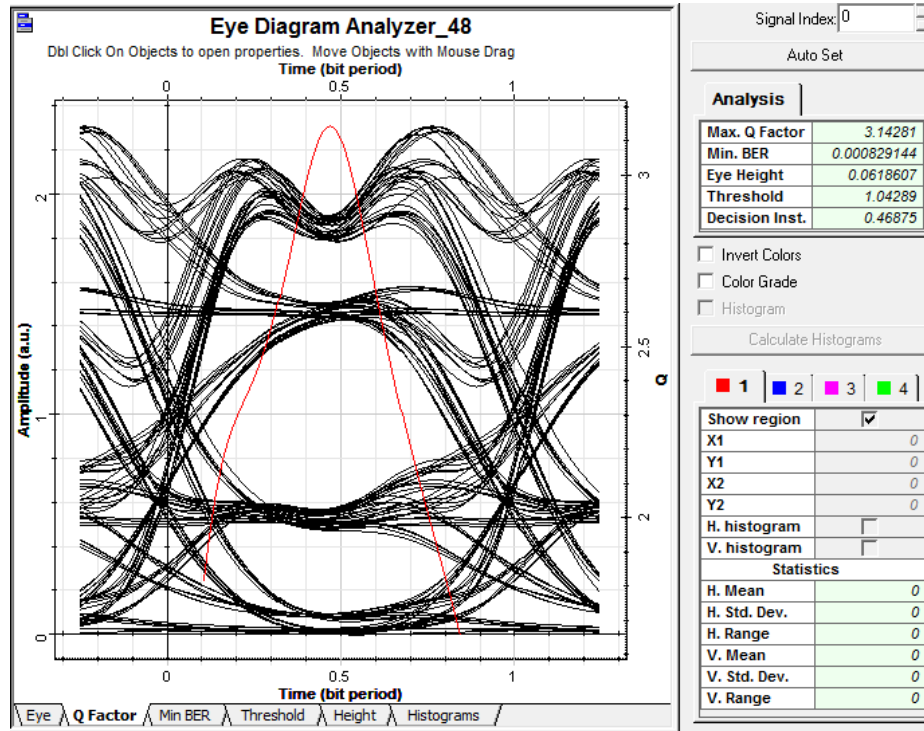 Eye Diagram Analyzer_48
Dbl Click On Objects to open properties. Move Objects with Mouse Drag
Time (bit period)
0 0.5 1
Amplitude (a.u.)
2
1
0
Q
3
2.5
2
0 0.5 1
Time (bit period)
Eye Q Factor Min BER Threshold Height Histograms
Signal Index: 0
Auto Set
Analysis
Max. Q Factor 3.14281
Min. BER 0.000829144
Eye Height 0.0618607
Threshold 1.04289
Decision Inst. 0.46875
Invert Colors
Color Grade
Histogram
Calculate Histograms
1 2 3 4
Show region
X1 0
Y1 0
X2 0
Y2 0
H. histogram
V. histogram
Statistics
H. Mean 0
H. Std. Dev. 0
H. Range 0
V. Mean 0
V. Std. Dev. 0
V. Range 0